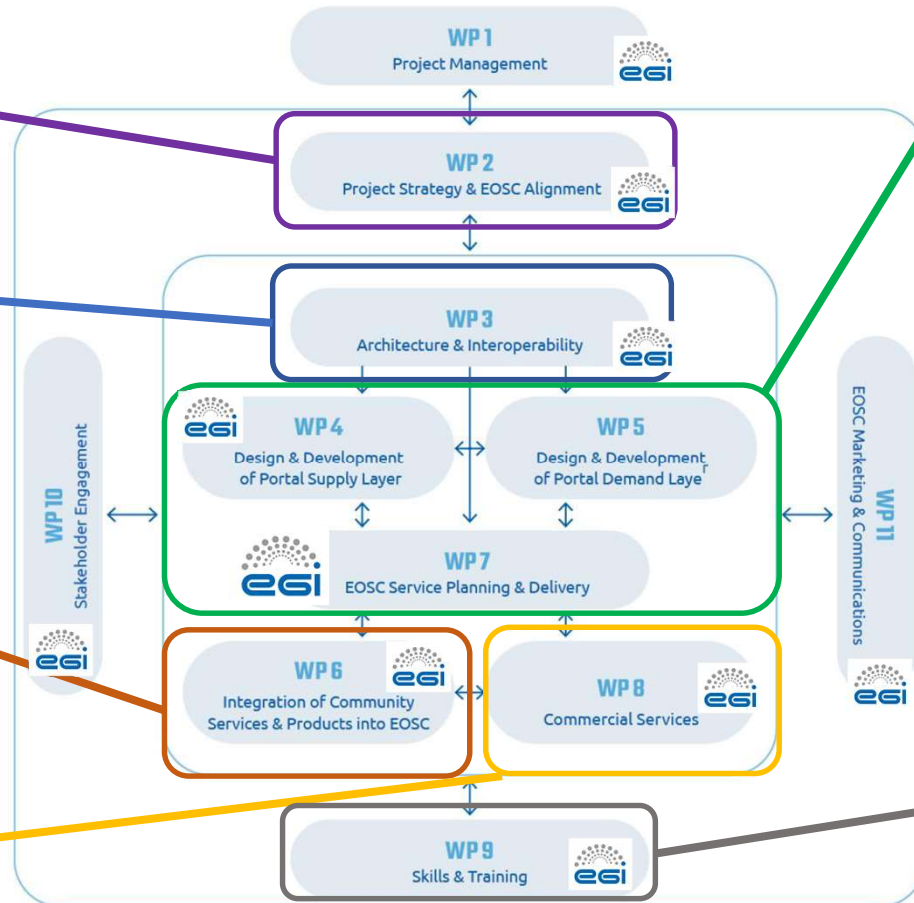 WP 1
Project Management
egi
WP 2
Project Strategy & EOSC Alignment
egi
WP 3
Architecture & Interoperability
egi
egi
WP 4
Design & Development
of Portal Supply Layer
WP 5
Design & Development
of Portal Demand Layer
egi
WP 7
EOSC Service Planning & Delivery
WP 10
Stakeholder Engagement
egi
WP 11
EOSC Marketing & Communications
egi
WP 6
Integration of Community
Services & Products into EOSC
egi
WP 8
Commercial Services
egi
WP 9
Skills & Training
egi